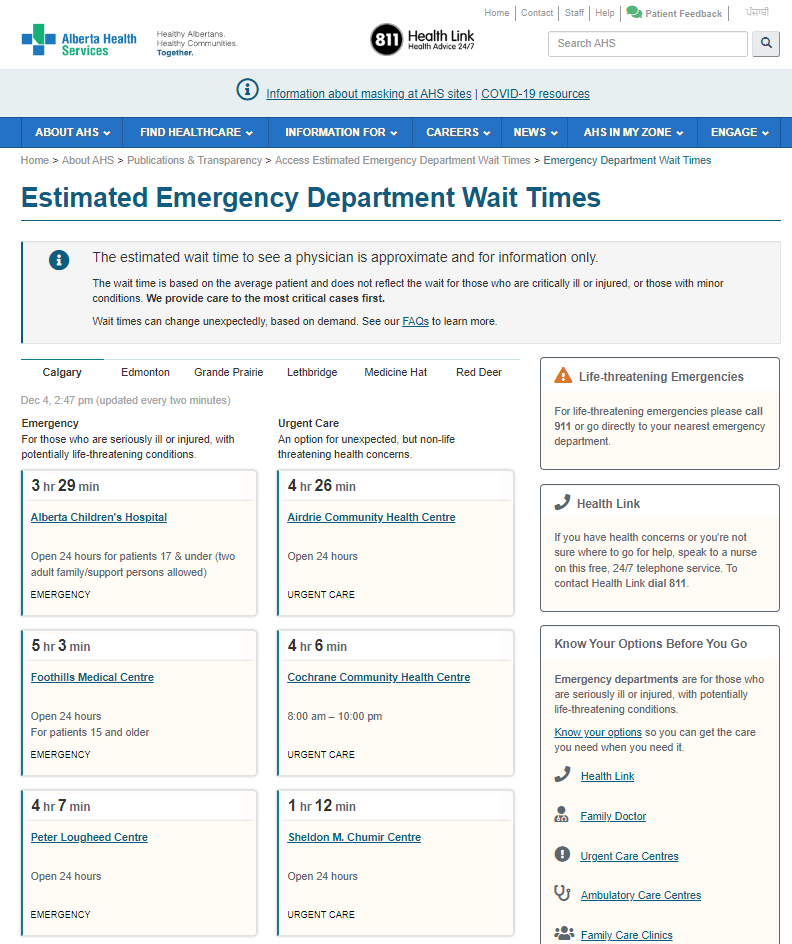 Home | Contact | Staff | Help | Patient Feedback | ਪੰਜਾਬੀ
Alberta Health
Services
Healthy Albertans.
Healthy Communities.
Together.
811 Health Link
Health Advice 24/7
Search AHS
Information about masking at AHS sites | COVID-19 resources
ABOUT AHS FIND HEALTHCARE INFORMATION FOR CAREERS NEWS AHS IN MY ZONE ENGAGE
Home > About AHS > Publications & Transparency > Access Estimated Emergency Department Wait Times > Emergency Department Wait Times
Estimated Emergency Department Wait Times
The estimated wait time to see a physician is approximate and for information only.
The wait time is based on the average patient and does not reflect the wait for those who are critically ill or injured, or those with minor
conditions. We provide care to the most critical cases first.
Wait times can change unexpectedly, based on demand. See our FAQs to learn more.
Calgary Edmonton Grande Prairie Lethbridge Medicine Hat Red Deer
Dec 4, 2:47 pm (updated every two minutes)
Emergency
For those who are seriously ill or injured, with
potentially life-threatening conditions.
3 hr 29 min
Alberta Children's Hospital
Open 24 hours for patients 17 & under (two
adult family/support persons allowed)
EMERGENCY
5 hr 3 min
Foothills Medical Centre
Open 24 hours
For patients 15 and older
EMERGENCY
4 hr 7 min
Peter Lougheed Centre
Open 24 hours
EMERGENCY
Urgent Care
An option for unexpected, but non-life
threatening health concerns.
4 hr 26 min
Airdrie Community Health Centre
Open 24 hours
URGENT CARE
4 hr 6 min
Cochrane Community Health Centre
8:00 am – 10:00 pm
URGENT CARE
1 hr 12 min
Sheldon M. Chumir Centre
Open 24 hours
URGENT CARE
Life-threatening Emergencies
For life-threatening emergencies please call
911 or go directly to your nearest emergency
department.
Health Link
If you have health concerns or you're not
sure where to go for help, speak to a nurse
on this free, 24/7 telephone service. To
contact Health Link dial 811.
Know Your Options Before You Go
Emergency departments are for those who
are seriously ill or injured, with potentially
life-threatening conditions.
Know your options so you can get the care
you need when you need it.
Health Link
Family Doctor
Urgent Care Centres
Ambulatory Care Centres
Family Care Clinics